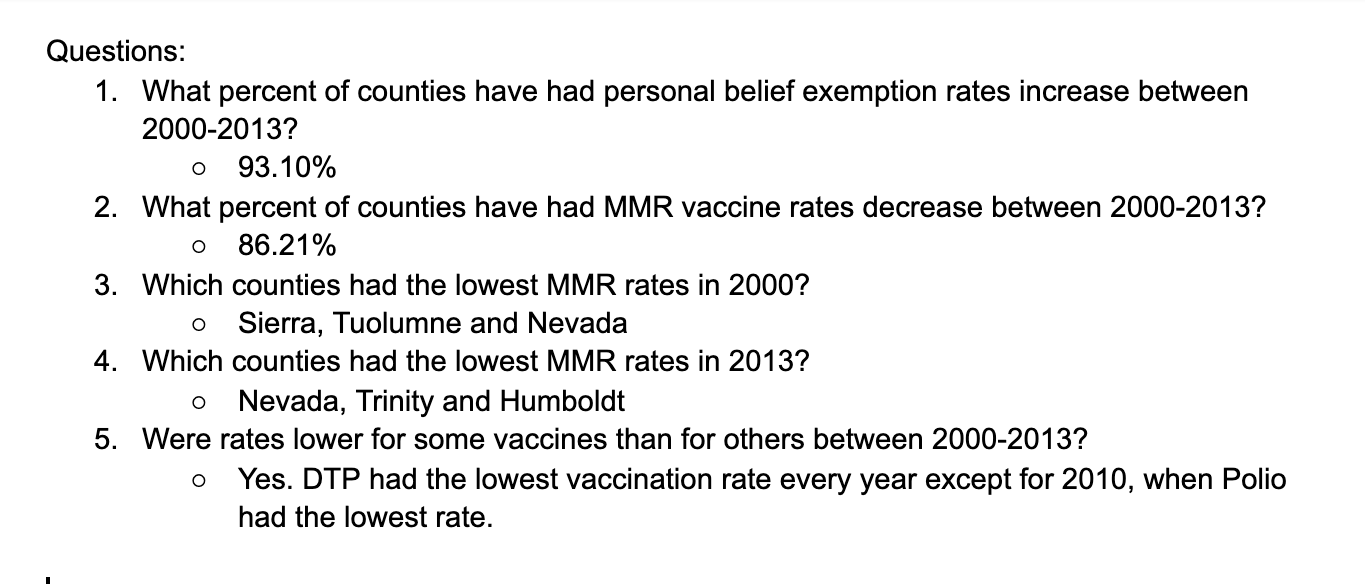 Questions:
1. What percent of counties have had personal belief exemption rates increase between
2000-2013?
○ 93.10%
2. What percent of counties have had MMR vaccine rates decrease between 2000-2013?
○ 86.21%
3. Which counties had the lowest MMR rates in 2000?
○ Sierra, Tuolumne and Nevada
4. Which counties had the lowest MMR rates in 2013?
○ Nevada, Trinity and Humboldt
5. Were rates lower for some vaccines than for others between 2000-2013?
○ Yes. DTP had the lowest vaccination rate every year except for 2010, when Polio
had the lowest rate.